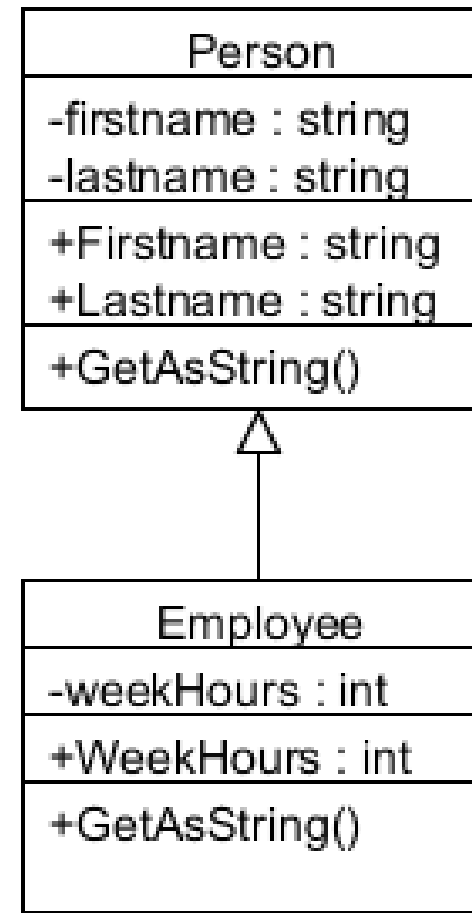 Person
-firstname : string
-lastname : string
+Firstname : string
+Lastname : string
+GetAsString()
Employee
-weekHours : int
+WeekHours : int
+GetAsString()